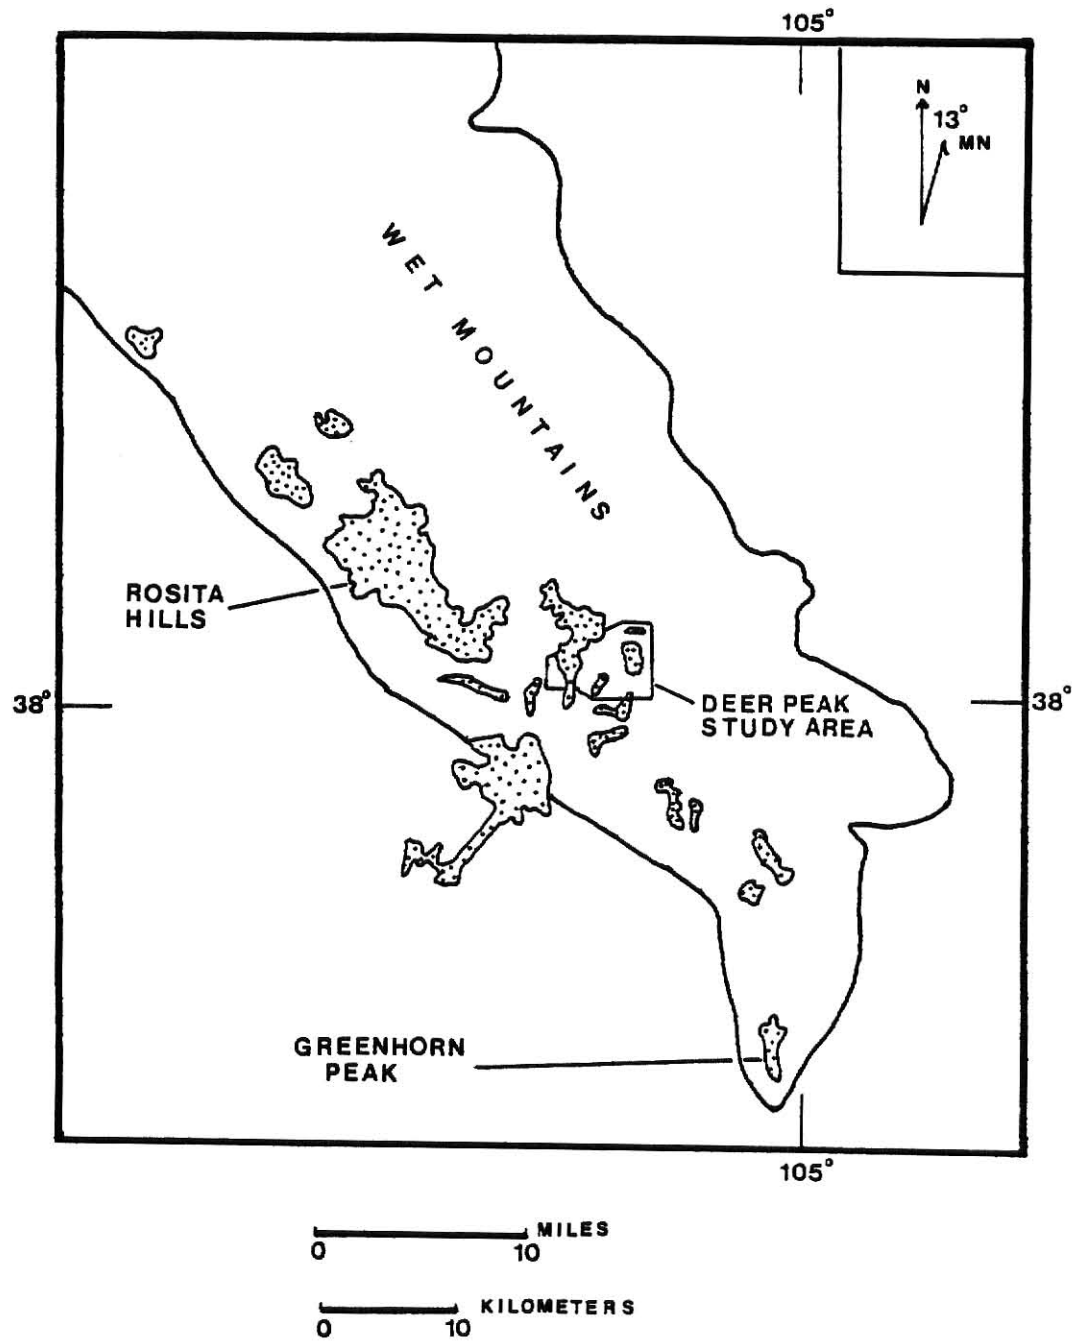 105°
N
13°
MN
WET MOUNTAINS
ROSITA
HILLS
38°
38°
DEER PEAK
STUDY AREA
GREENHORN
PEAK
105°
MILES
0 10
KILOMETERS
0 10